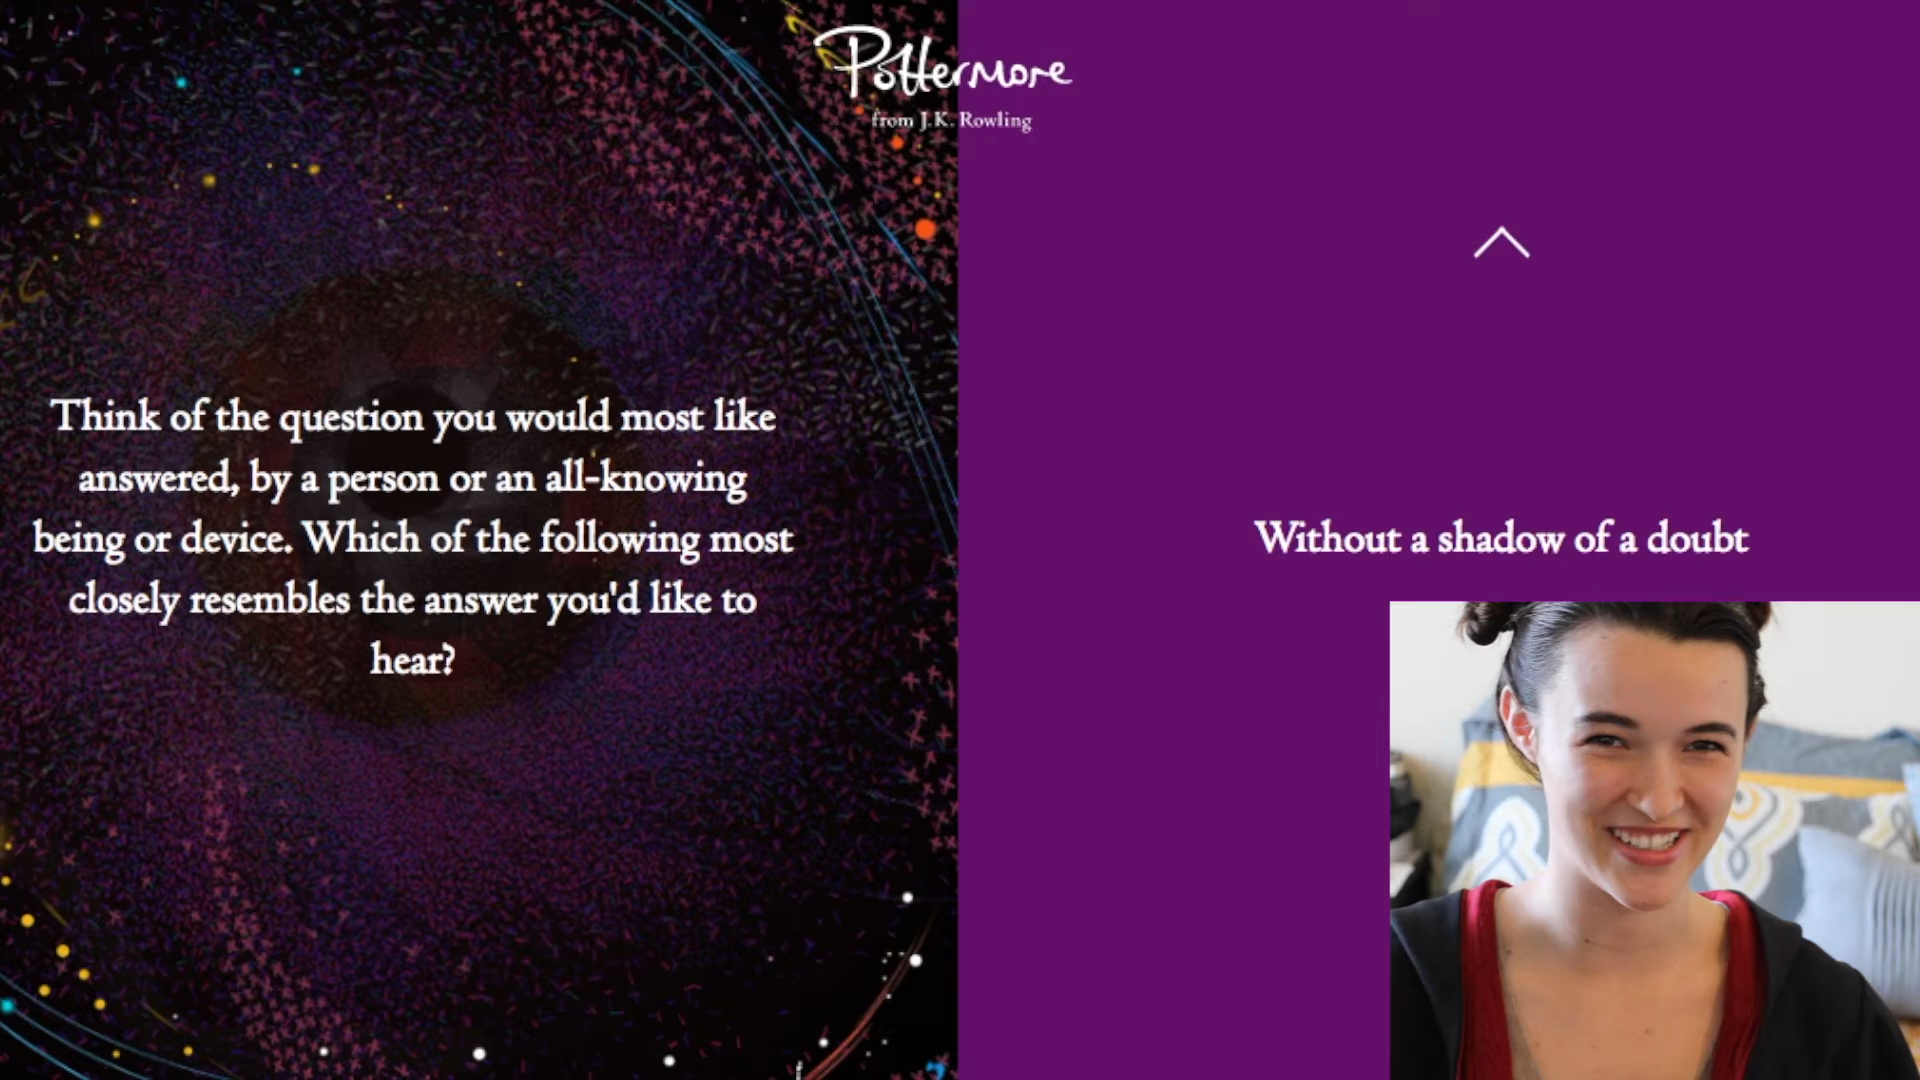 Pottermore
from J.K. Rowling
Think of the question you would most like
answered, by a person or an all-knowing
being or device. Which of the following most
closely resembles the answer you'd like to
hear?
Without a shadow of a doubt